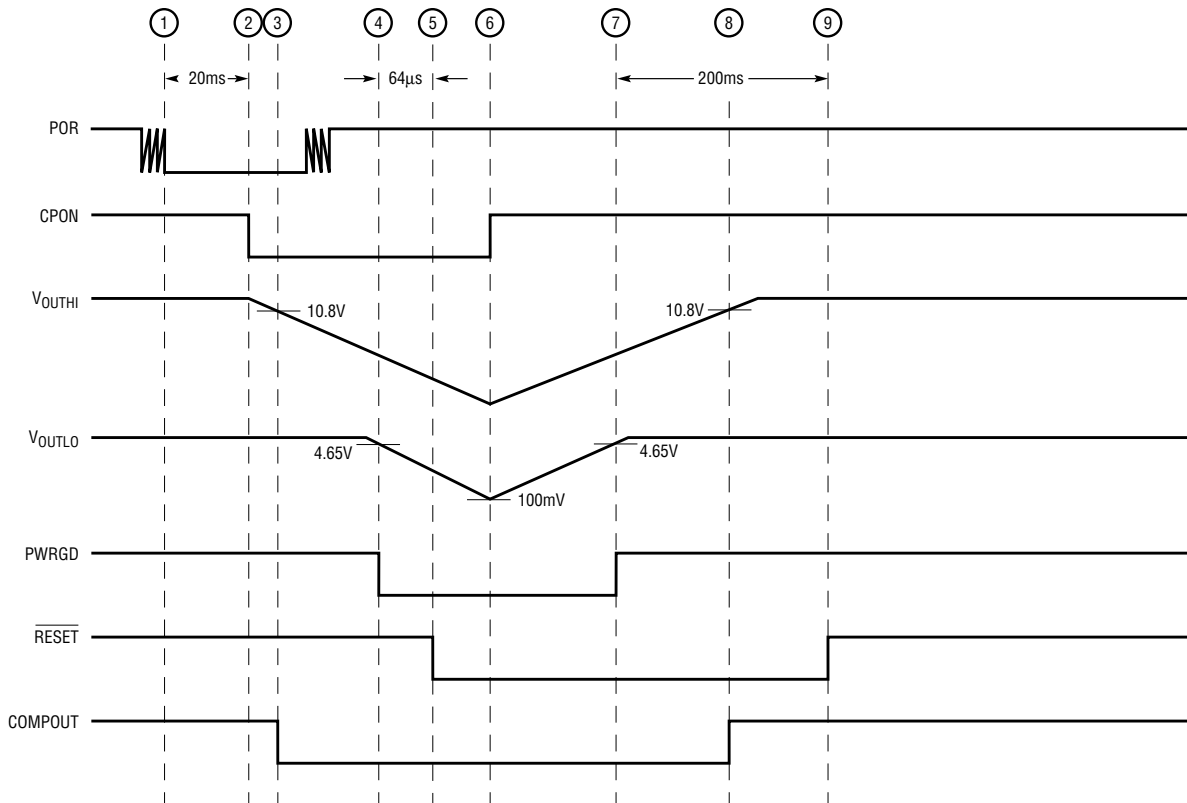 1 2 3 4 5 6 7 8 9
20ms 64µs 200ms
POR
CPON
VOUTHI
10.8V 10.8V
VOUTLO
4.65V 4.65V
100mV
PWRGD
RESET
COMPOUT